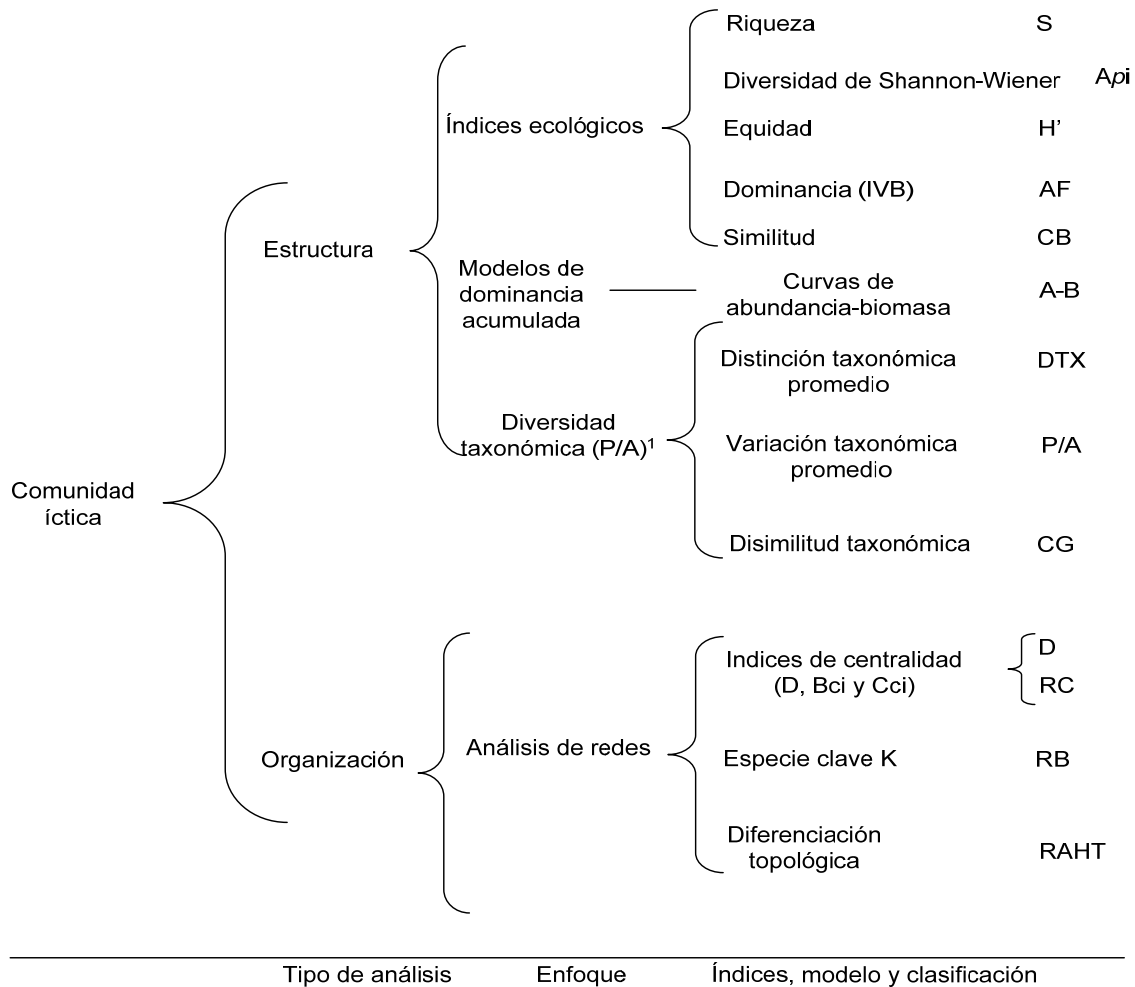 Riqueza S
Diversidad de Shannon-Wiener Api
Índices ecológicos
Equidad H’
Dominancia (IVB) AF
Similitud CB
Estructura
Modelos de
dominancia
acumulada
Curvas de
abundancia-biomasa
A-B
Distinción taxonómica
promedio
DTX
Diversidad
taxonómica (P/A)¹
Variación taxonómica
promedio
P/A
Disimilitud taxonómica CG
Comunidad
íctica
Indices de centralidad
(D, Bci y Cci)
D
RC
Organización
Análisis de redes
Especie clave K RB
Diferenciación
topológica
RAHT
Tipo de análisis Enfoque Índices, modelo y clasificación